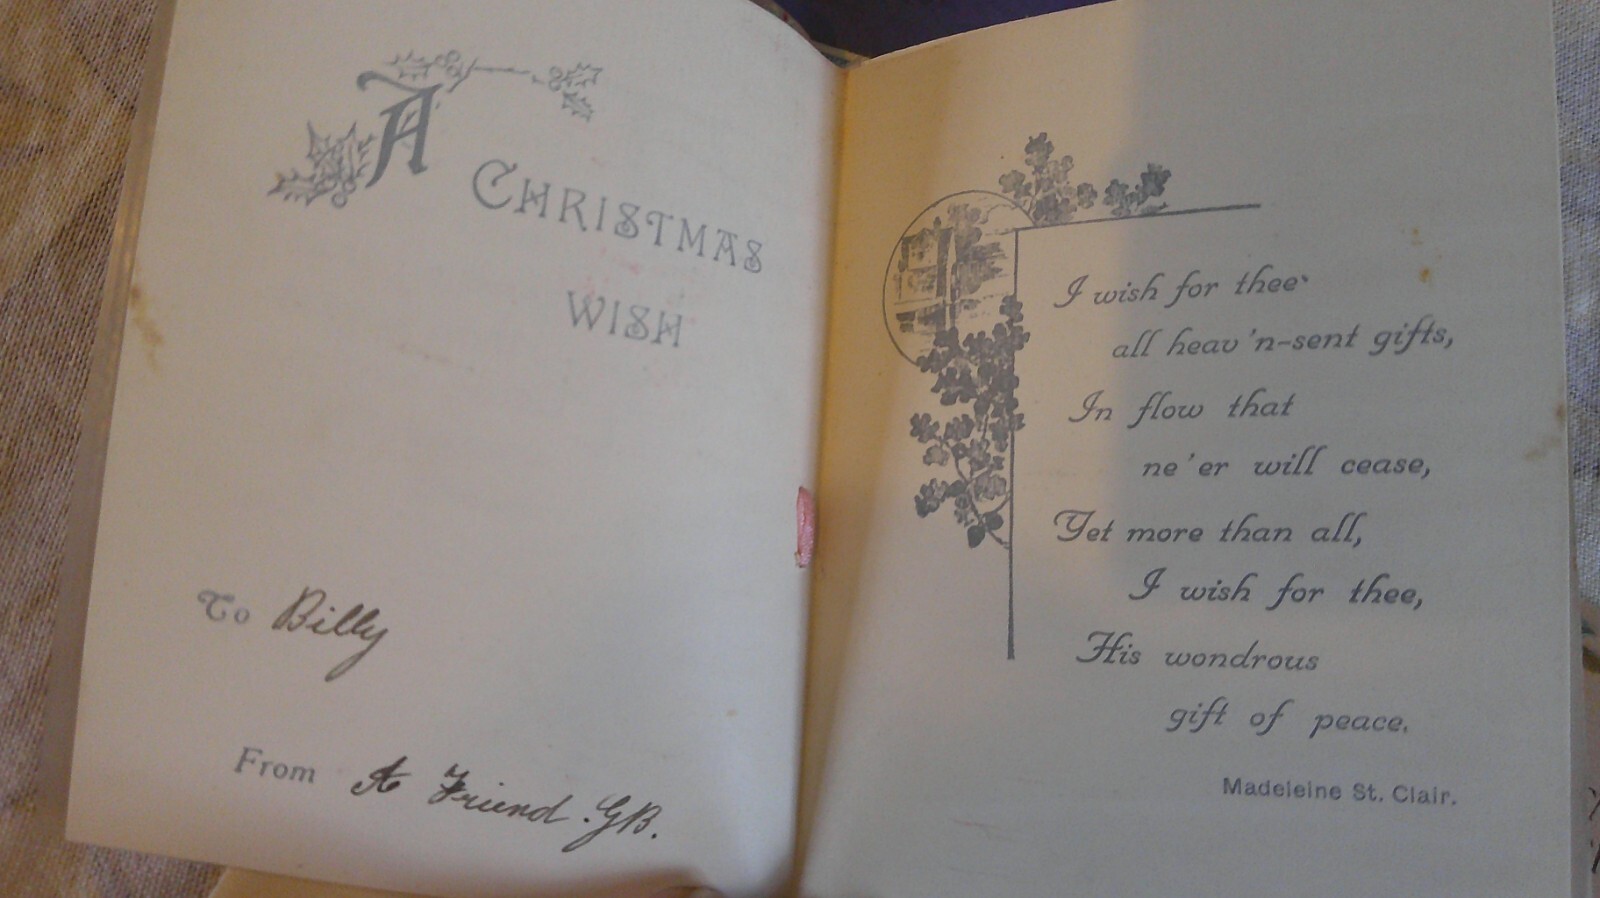 A
CHRISTMAS
WISH
To Billy
From A Friend. GB.
I wish for thee
all heav'n-sent gifts,
In flow that
ne'er will cease,
Yet more than all,
I wish for thee,
His wondrous
gift of peace.
Madeleine St. Clair.